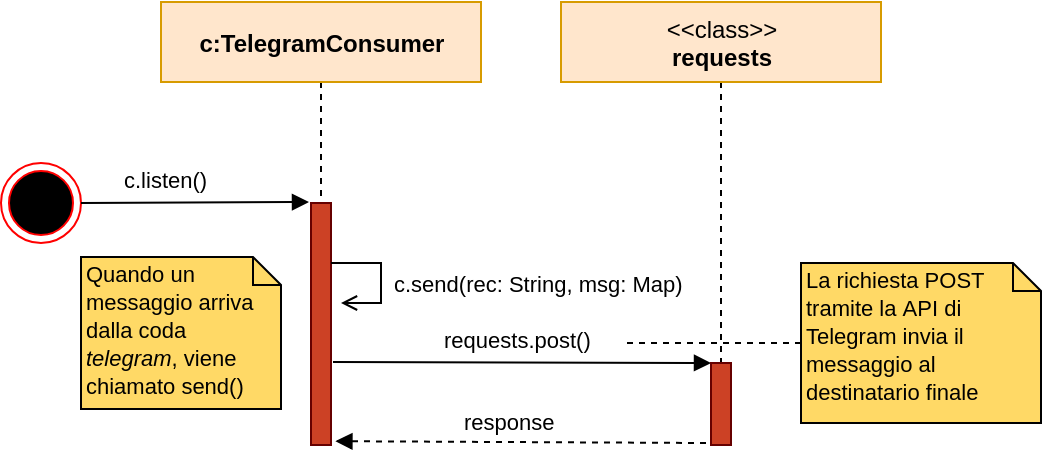 c:TelegramConsumer
<<class>>
requests
c.listen()
Quando un
messaggio arriva
dalla coda
telegram, viene
chiamato send()
c.send(rec: String, msg: Map)
requests.post()
La richiesta POST
tramite la API di
Telegram invia il
messaggio al
destinatario finale
response